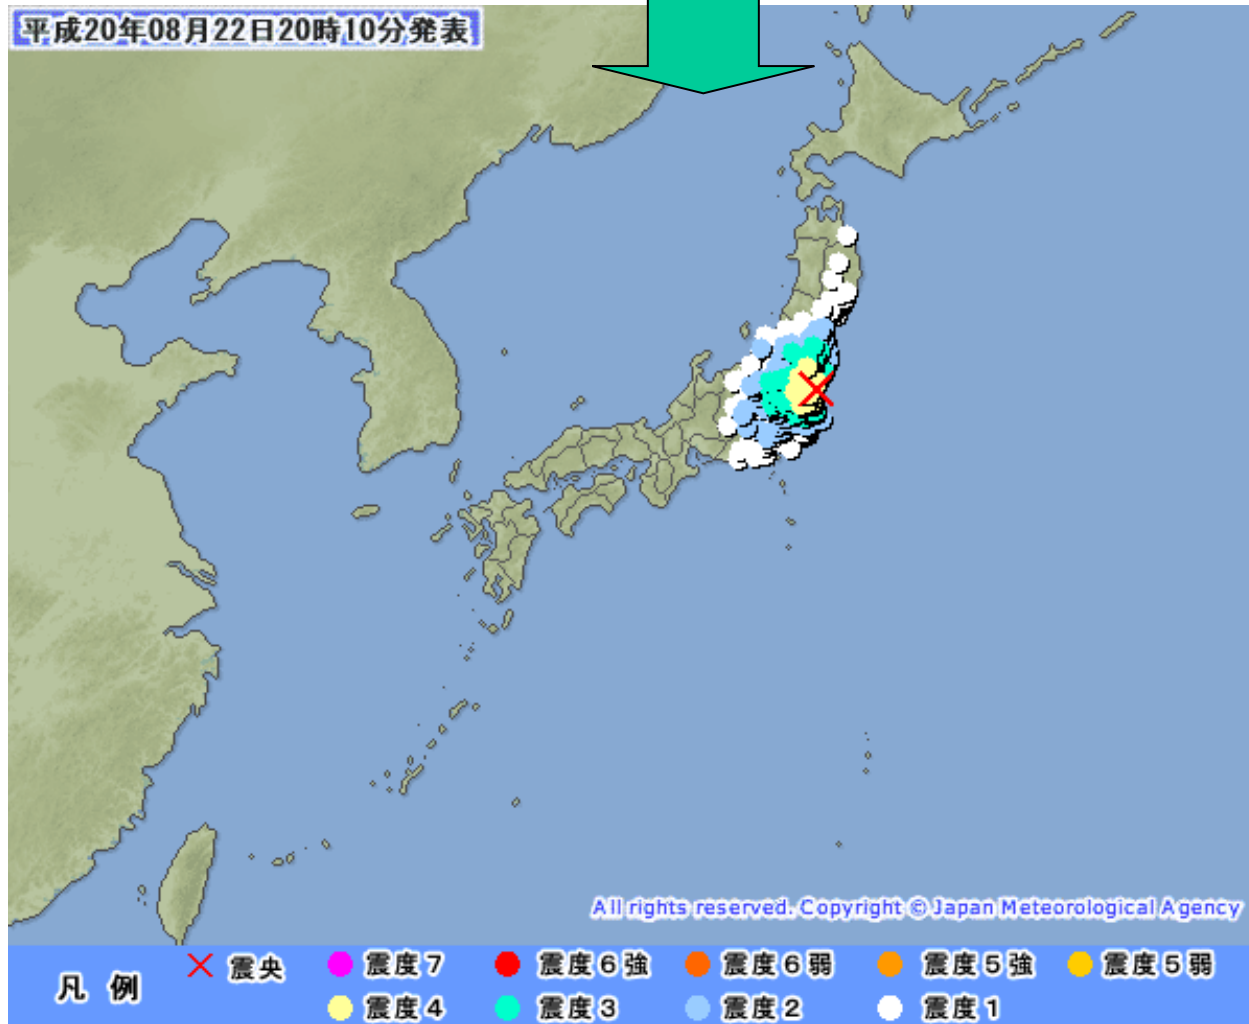 平成20年08月22日20時10分発表
All rights reserved. Copyright © Japan Meteorological Agency
凡 例
震央 震度7 震度6強 震度6弱 震度5強 震度5弱
震度4 震度3 震度2 震度1